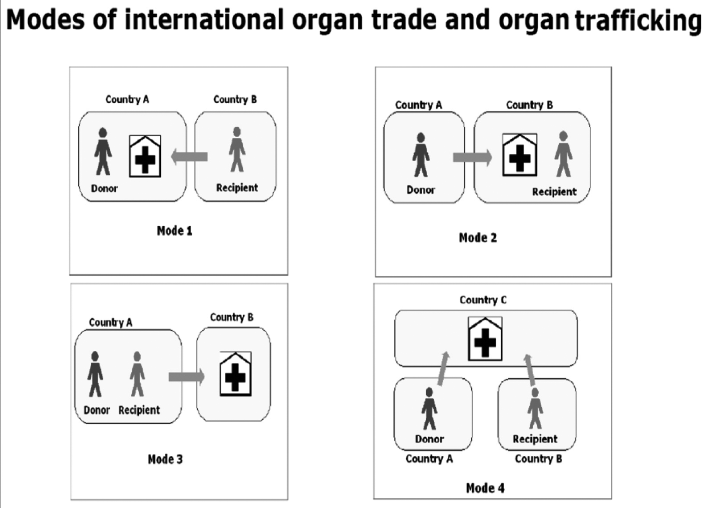 Modes of international organ trade and organ trafficking
Country A Country B
Donor Recipient
Mode 1
Country A Country B
Donor Recipient
Mode 2
Country A Country B
Donor Recipient
Mode 3
Country C
Donor Recipient
Country A Country B
Mode 4